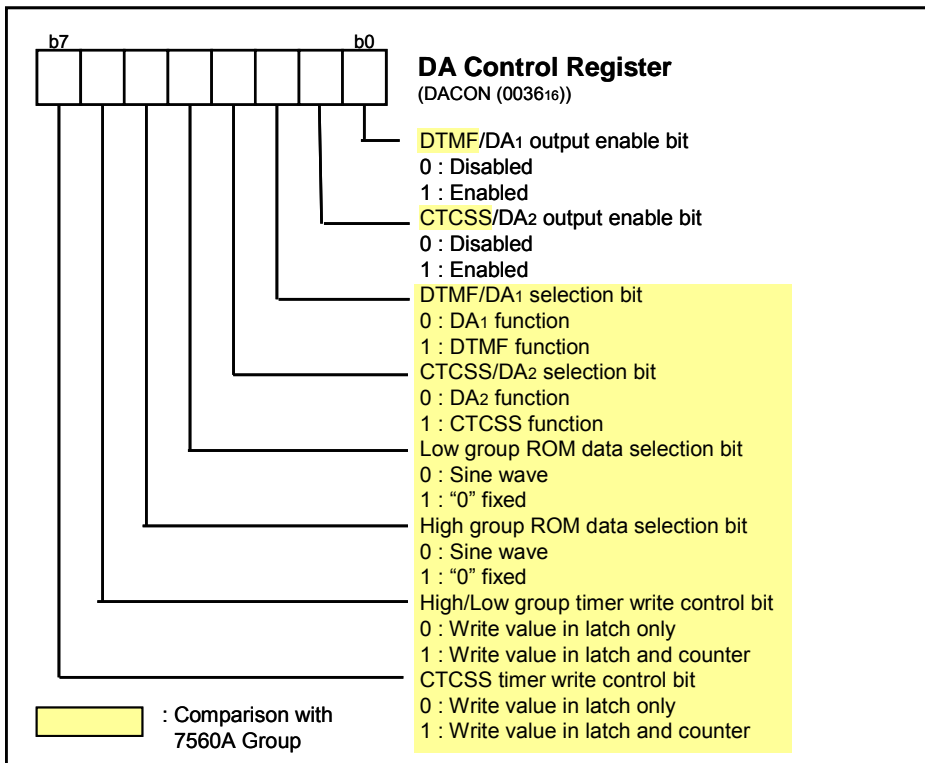 b7 b0
DA Control Register
(DACON (003616))
DTMF/DA1 output enable bit
0 : Disabled
1 : Enabled
CTCSS/DA2 output enable bit
0 : Disabled
1 : Enabled
DTMF/DA1 selection bit
0 : DA1 function
1 : DTMF function
CTCSS/DA2 selection bit
0 : DA2 function
1 : CTCSS function
Low group ROM data selection bit
0 : Sine wave
1 : “0” fixed
High group ROM data selection bit
0 : Sine wave
1 : “0” fixed
High/Low group timer write control bit
0 : Write value in latch only
1 : Write value in latch and counter
CTCSS timer write control bit
0 : Write value in latch only
1 : Write value in latch and counter
: Comparison with
7560A Group